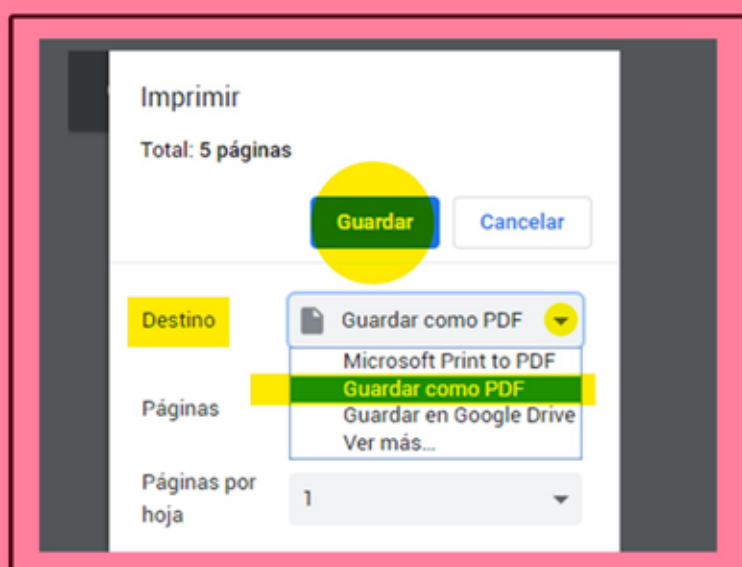 Imprimir
Total: 5 páginas
Guardar Cancelar
Destino Guardar como PDF
Microsoft Print to PDF
Guardar como PDF
Páginas Guardar en Google Drive
Ver más...
Páginas por hoja 1